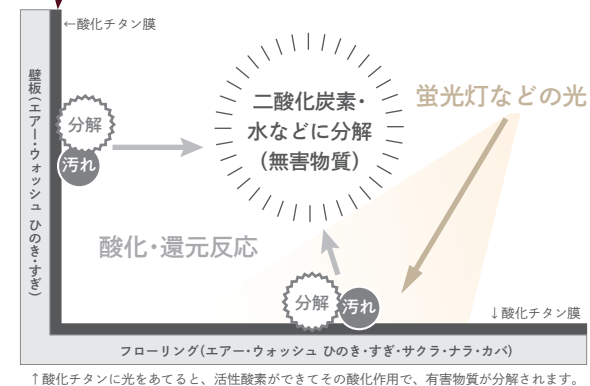 ←酸化チタン膜
壁板(エアー・ウォッシュ ひのき・すぎ)
分解
汚れ
二酸化炭素・
水などに分解
(無害物質)
蛍光灯などの光
酸化・還元反応
分解
汚れ
↓酸化チタン膜
フローリング(エアー・ウォッシュ ひのき・すぎ・サクラ・ナラ・カバ)
↑酸化チタンに光をあてると、活性酸素ができてその酸化作用で、有害物質が分解されます。